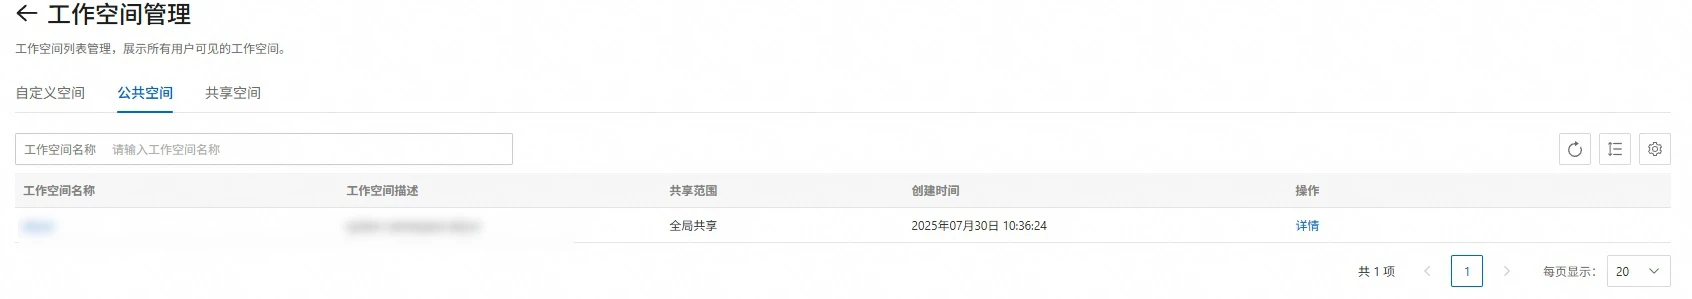 工作空间管理
工作空间列表管理，展示所有用户可见的工作空间。
自定义空间 公共空间 共享空间
工作空间名称 请输入工作空间名称
工作空间名称 工作空间描述 共享范围 创建时间 操作
全局共享 2025年07月30日 10:36:24 详情
共 1 项 1 每页显示： 20